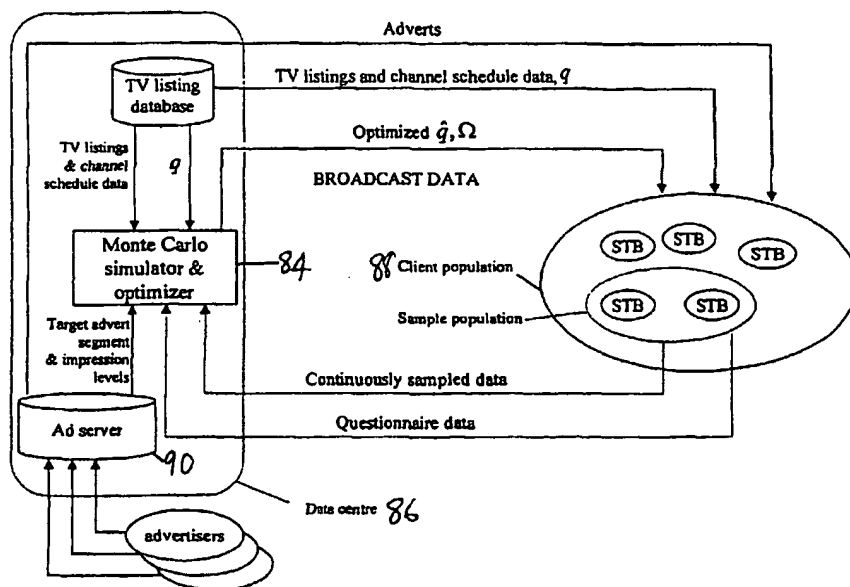 Adverts
TV listing
database
TV listings and channel schedule data, q
TV listings
& channel
schedule data
q
Optimized q̂, Ω
BROADCAST DATA
Monte Carlo
simulator &
optimizer
84
88 Client population
STB
STB
STB
Sample population
STB
STB
Target advert
segment
& impression
levels
Continuously sampled data
Questionnaire data
Ad server
90
Data centre 86
advertisers